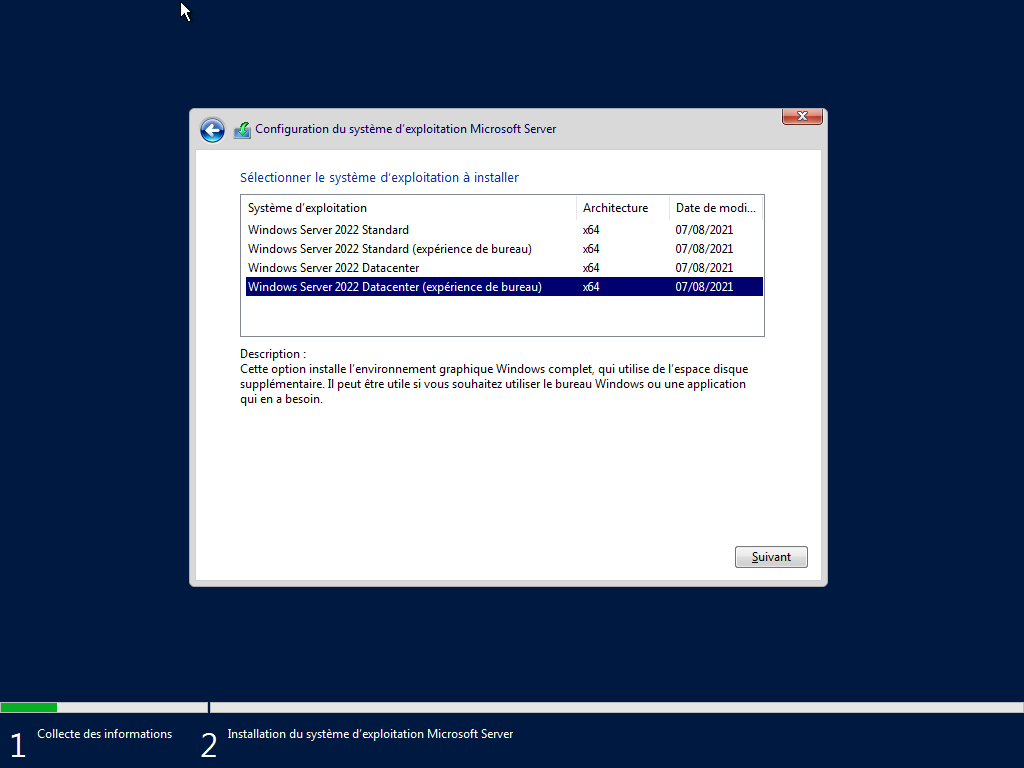 Configuration du système d'exploitation Microsoft Server
Sélectionner le système d'exploitation à installer
Système d'exploitation Architecture Date de modi...
Windows Server 2022 Standard x64 07/08/2021
Windows Server 2022 Standard (expérience de bureau) x64 07/08/2021
Windows Server 2022 Datacenter x64 07/08/2021
Windows Server 2022 Datacenter (expérience de bureau) x64 07/08/2021
Description :
Cette option installe l'environnement graphique Windows complet, qui utilise de l'espace disque
supplémentaire. Il peut être utile si vous souhaitez utiliser le bureau Windows ou une application
qui en a besoin.
Suivant
1 Collecte des informations 2 Installation du système d'exploitation Microsoft Server